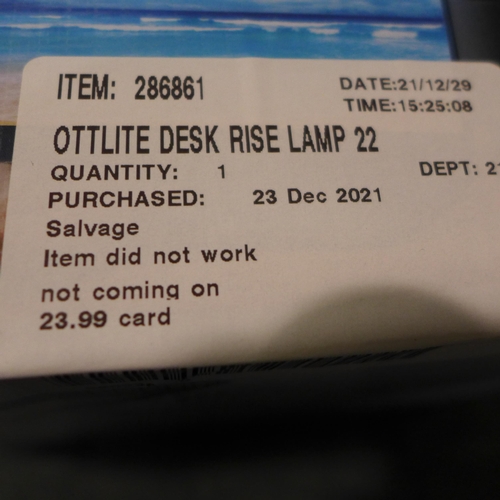 ITEM: 286861 DATE:21/12/29
TIME:15:25:08
OTTLITE DESK RISE LAMP 22
QUANTITY: 1 DEPT: 2
PURCHASED: 23 Dec 2021
Salvage
Item did not work
not coming on
23.99 card